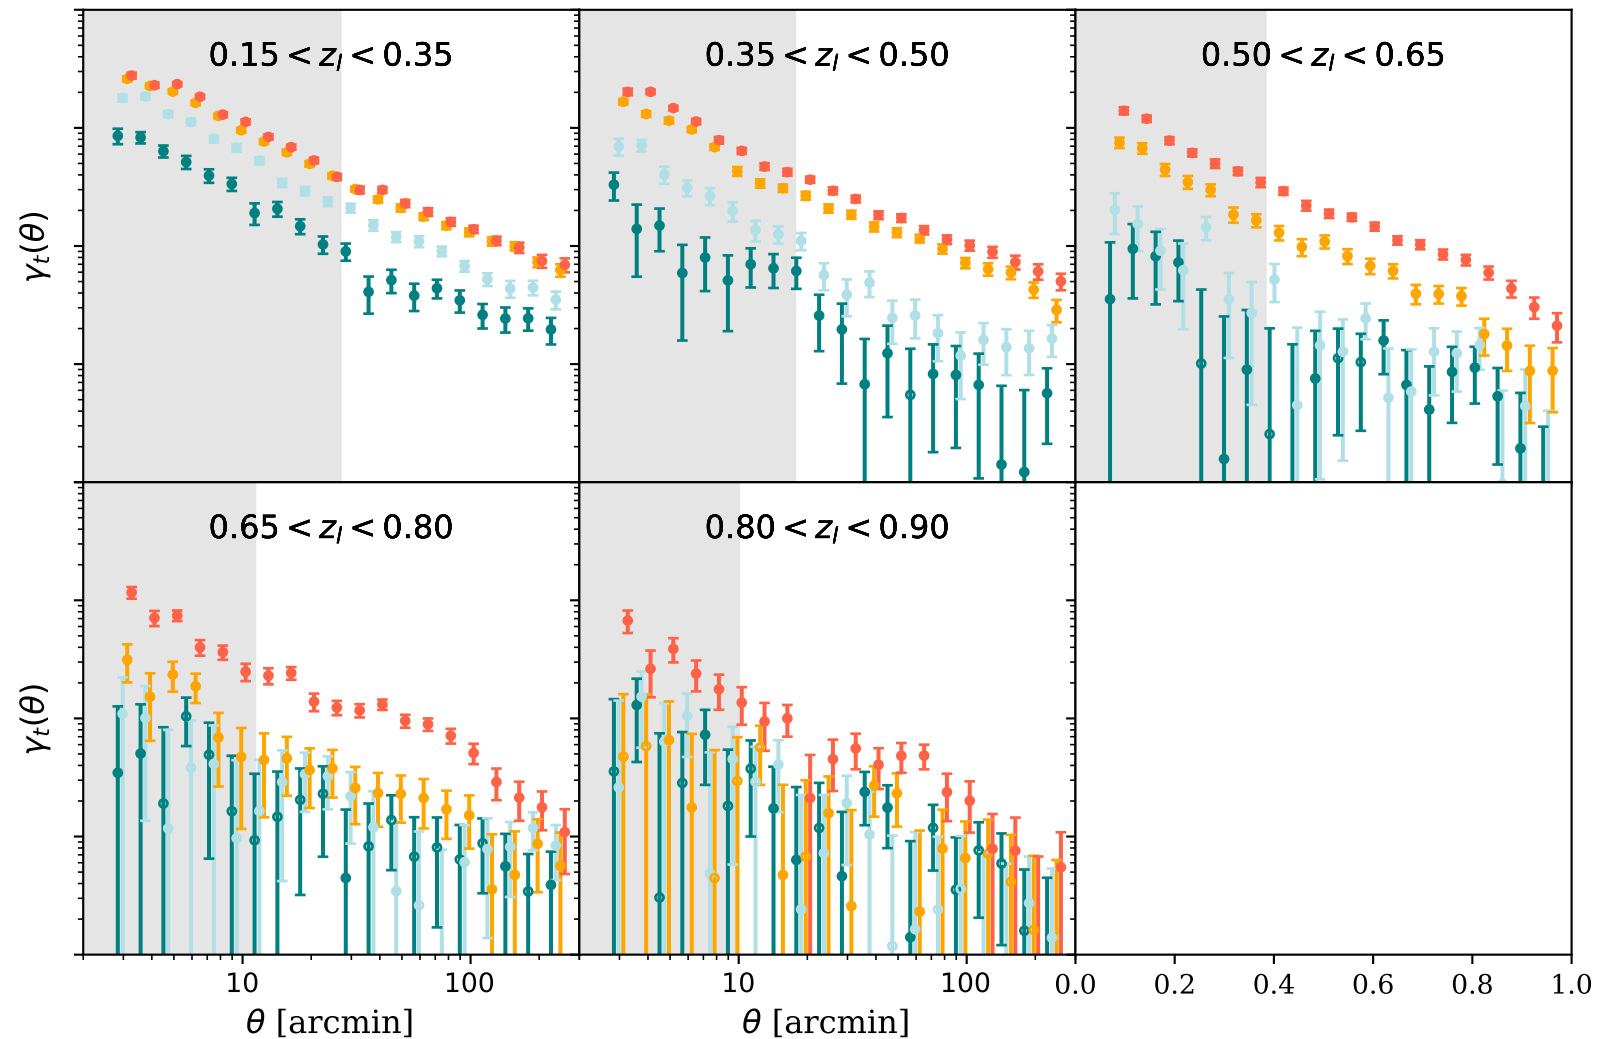 0.15 < z_l < 0.35
0.35 < z_l < 0.50
0.50 < z_l < 0.65
γ_t(θ)
0.65 < z_l < 0.80
0.80 < z_l < 0.90
γ_t(θ)
10 100 10 100 0.0 0.2 0.4 0.6 0.8 1.0
θ [arcmin] θ [arcmin]